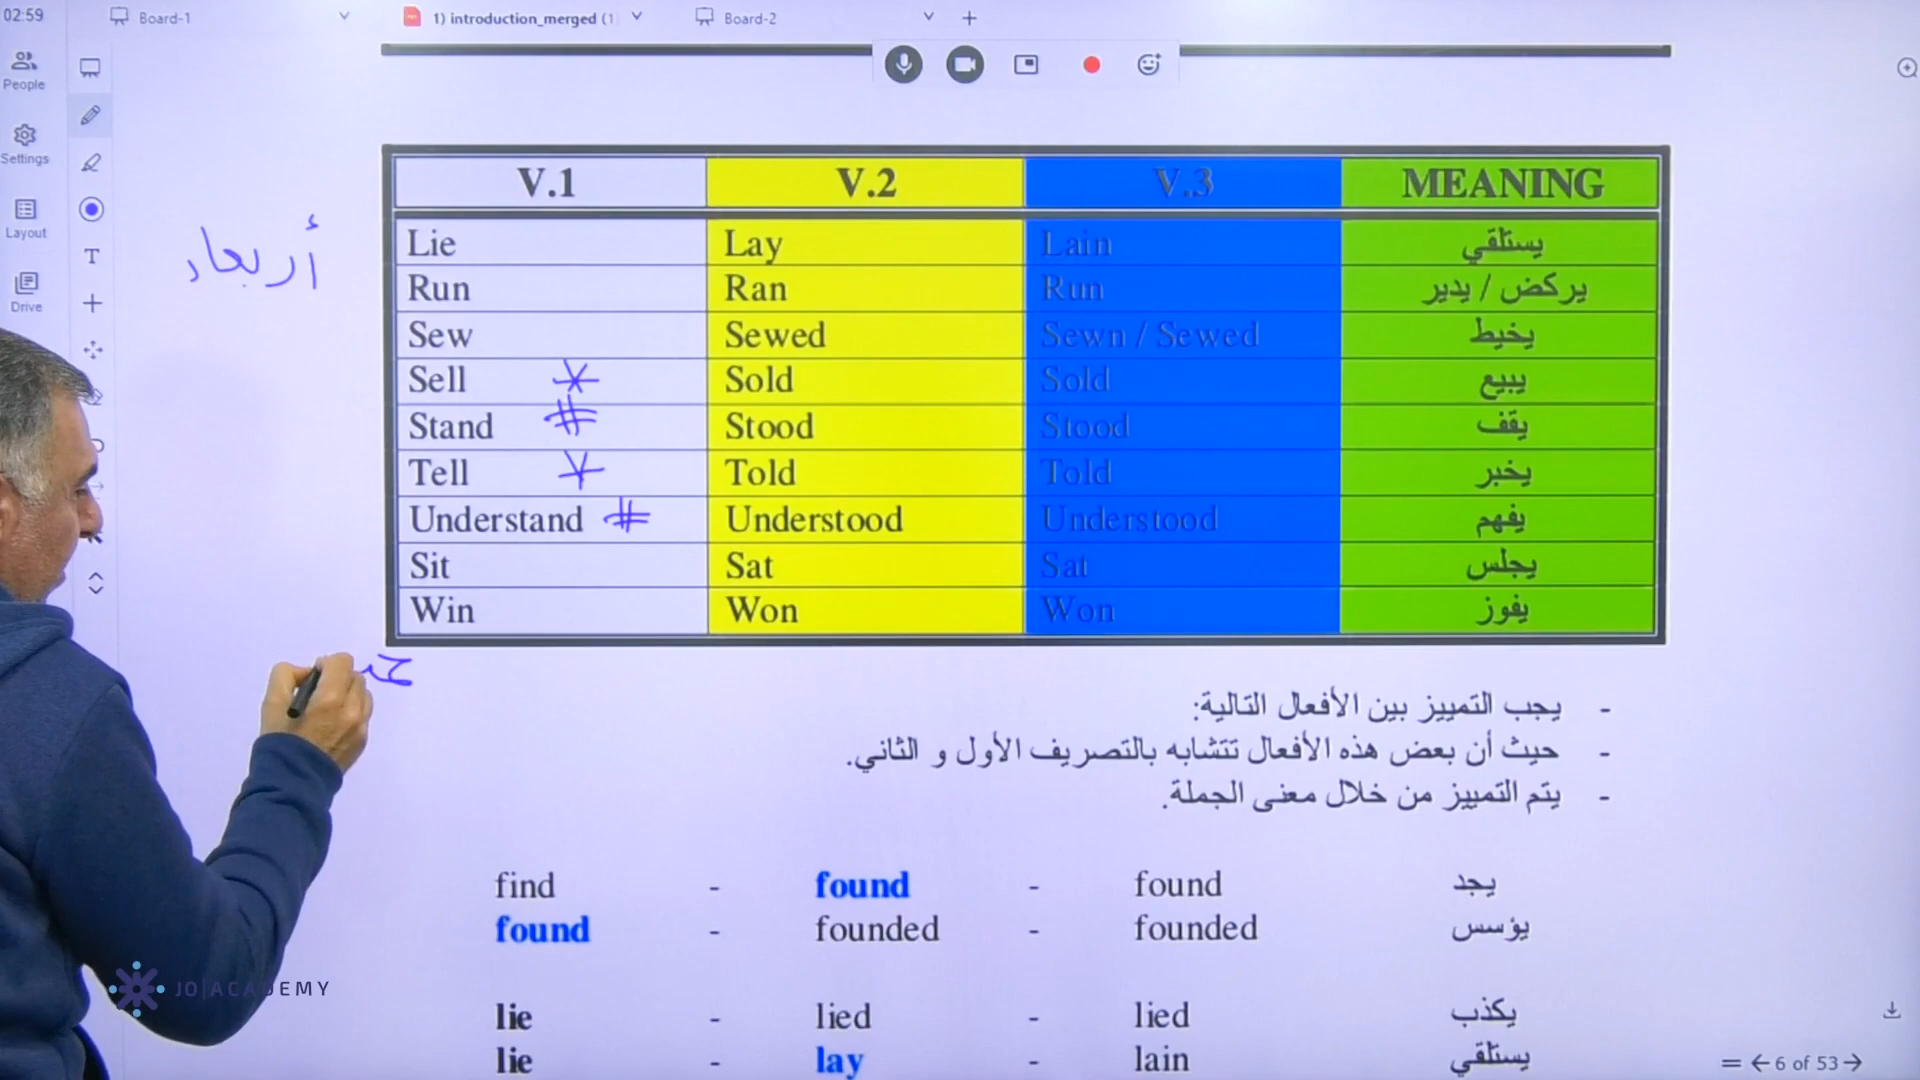 02:59
Board-1
1) introduction_merged (1
Board-2
People
Settings
Layout
Drive
أربعاء
V.1 V.2 V.3 MEANING
Lie Lay Lain يستلقي
Run Ran Run يركض / يدير
Sew Sewed Sewn / Sewed يخيط
Sell * Sold Sold يبيع
Stand # Stood Stood يقف
Tell * Told Told يخبر
Understand # Understood Understood يفهم
Sit Sat Sat يجلس
Win Won Won يفوز
- يجب التمييز بين الأفعال التالية:
- حيث أن بعض هذه الأفعال تتشابه بالتصريف الأول و الثاني.
- يتم التمييز من خلال معنى الجملة.
find - found - found يجد
found - founded - founded يؤسس
lie - lied - lied يكذب
lie - lay - lain يستلقي
JO|ACADEMY
6 of 53